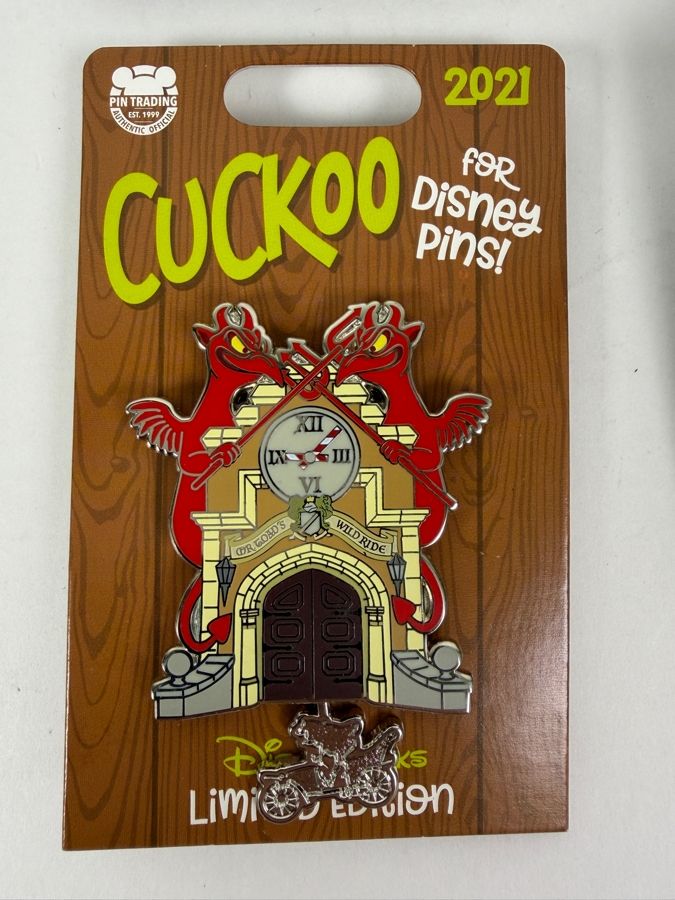 PIN TRADING
EST. 1999
AUTHENTIC OFFICIAL
2021
CUCKOO
FOR
Disney
Pins!
XII
IX III
VI
MR. TOAD'S WILD RIDE
LIMITED EDITION